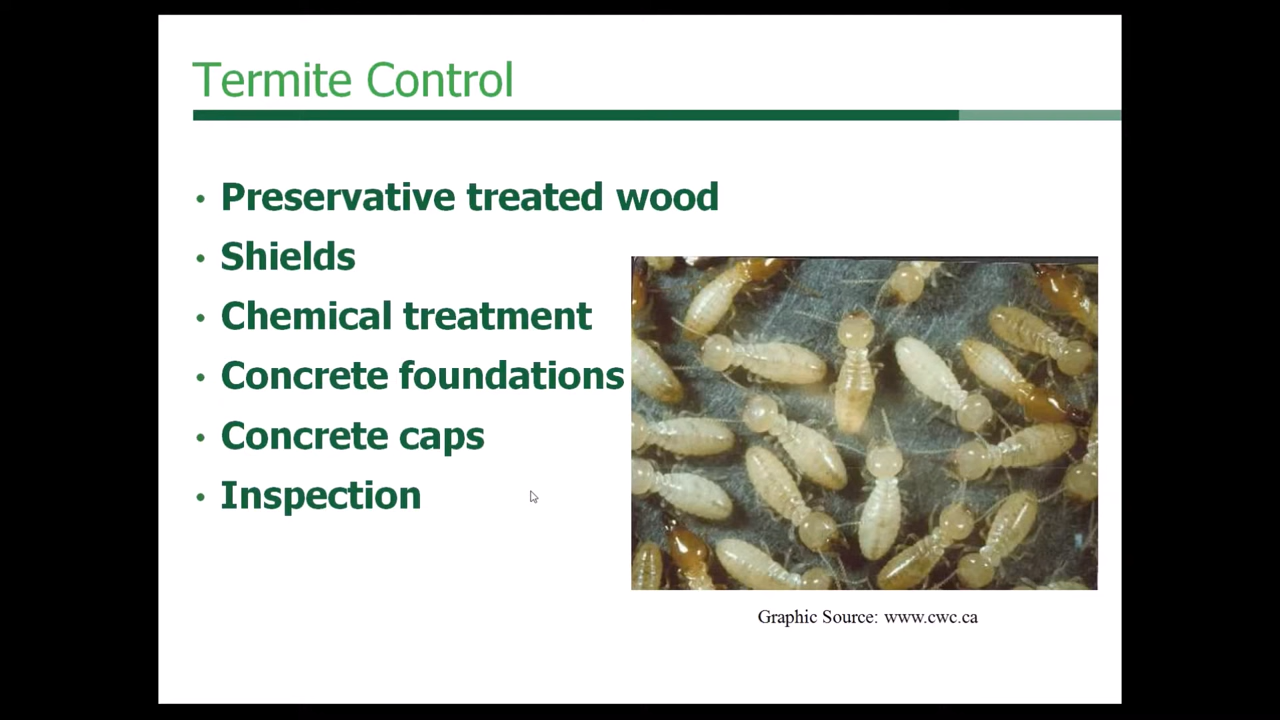 Termite Control
• Preservative treated wood
• Shields
• Chemical treatment
• Concrete foundations
• Concrete caps
• Inspection
Graphic Source: www.cwc.ca